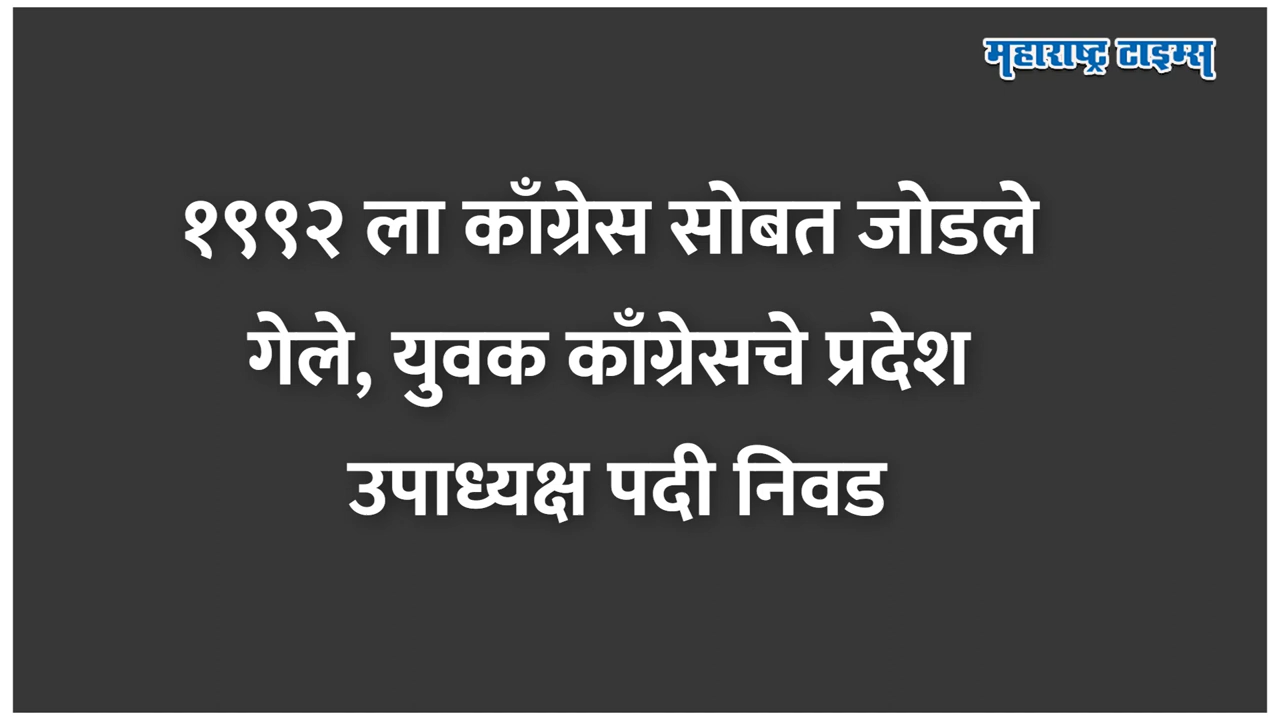 महाराष्ट्र टाइम्स
१९९२ ला काँग्रेस सोबत जोडले
गेले, युवक काँग्रेसचे प्रदेश
उपाध्यक्ष पदी निवड